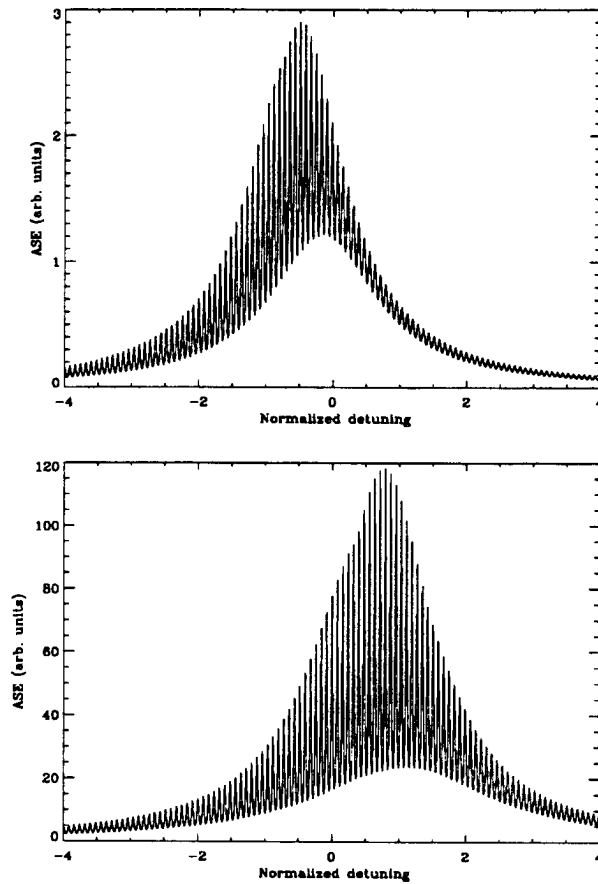 3
2
1
0
ASE (arb. units)
-4 -2 0 2 4
Normalized detuning
120
100
80
60
40
20
0
ASE (arb. units)
-4 -2 0 2 4
Normalized detuning